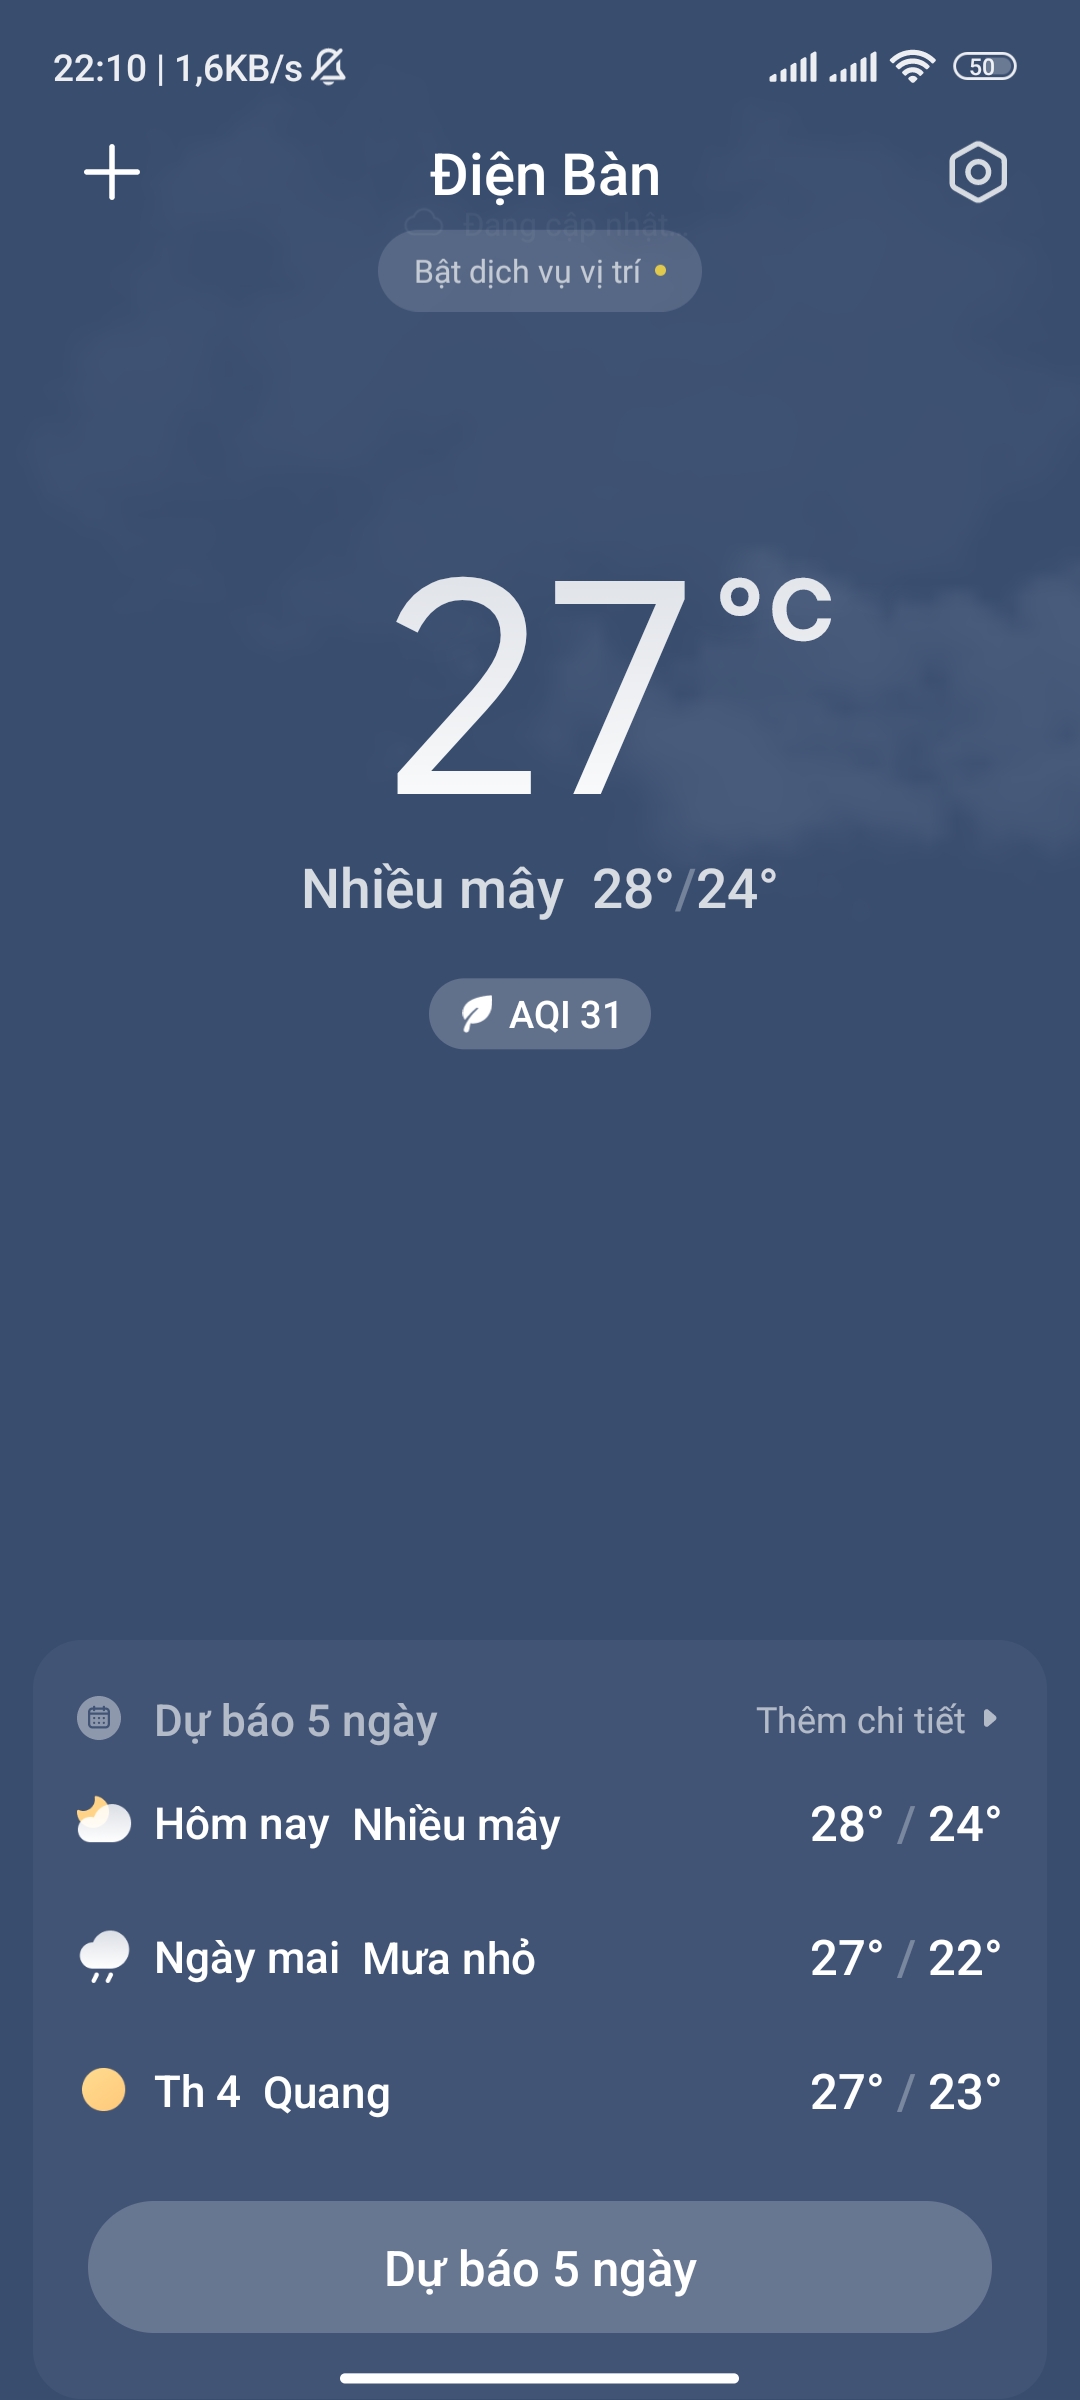 22:10 | 1,6KB/s 50
Điện Bàn
Đang cập nhật...
Bật dịch vụ vị trí
27°C
Nhiều mây 28°/24°
AQI 31
Dự báo 5 ngày Thêm chi tiết
Hôm nay Nhiều mây 28° / 24°
Ngày mai Mưa nhỏ 27° / 22°
Th 4 Quang 27° / 23°
Dự báo 5 ngày